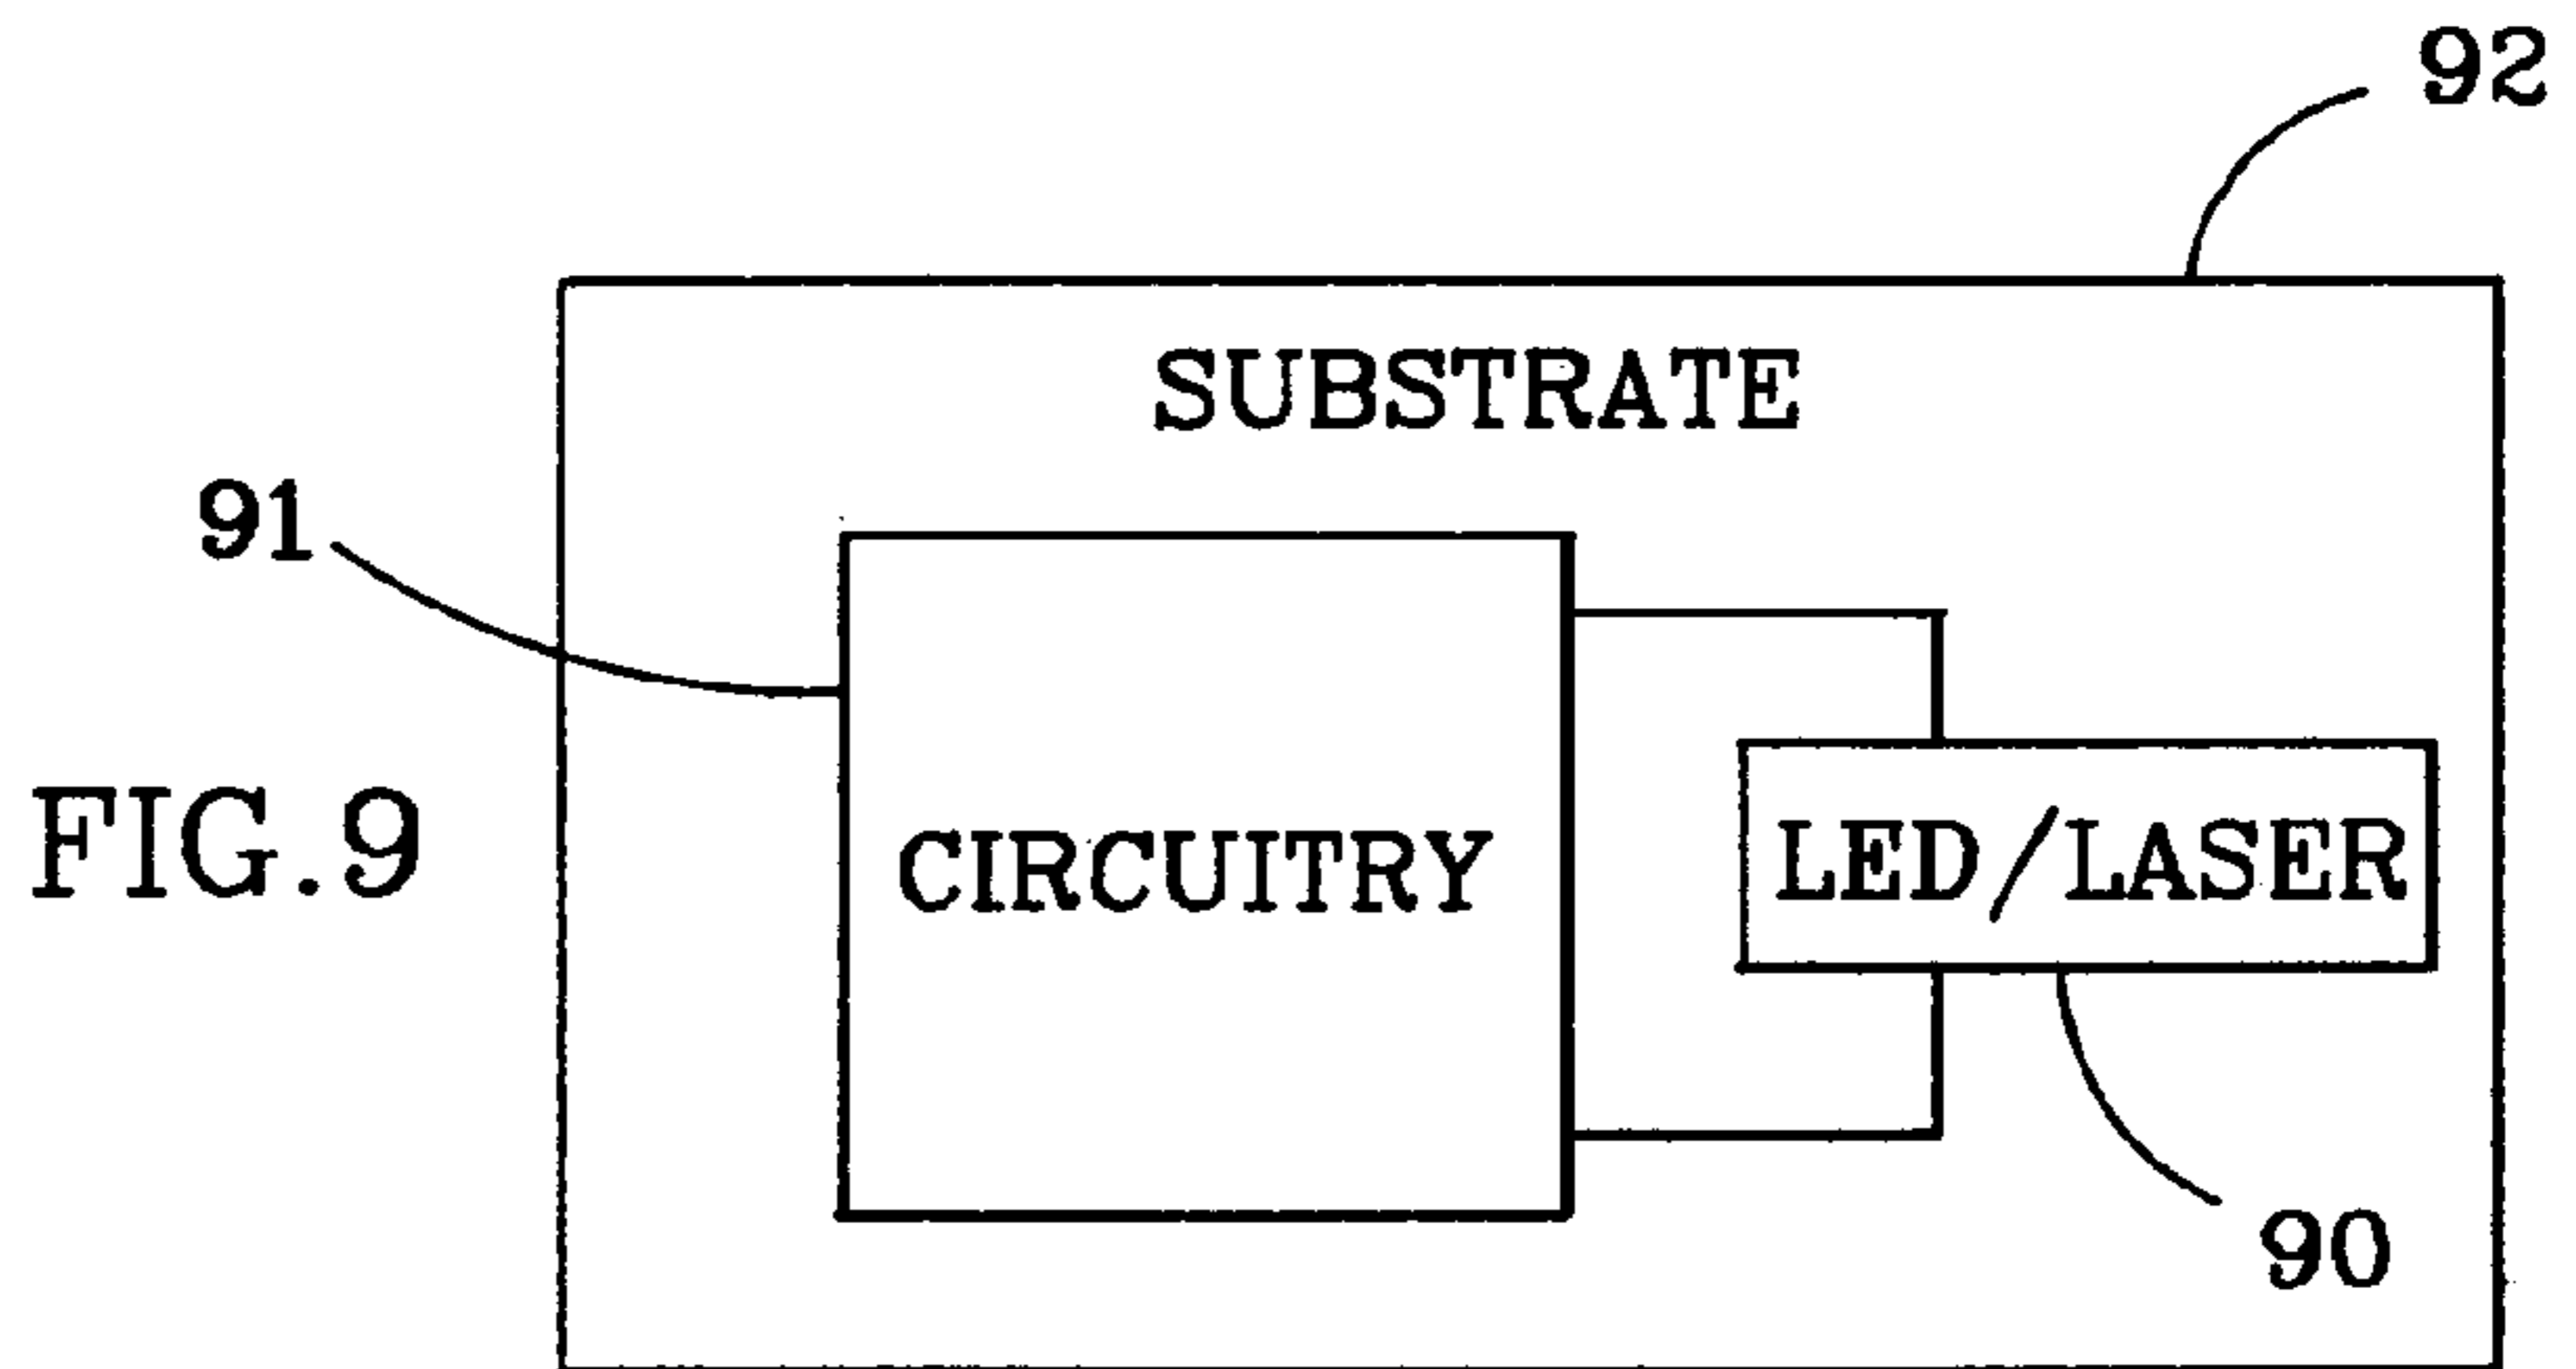 92
SUBSTRATE
91
FIG.9
CIRCUITRY
LED/LASER
90